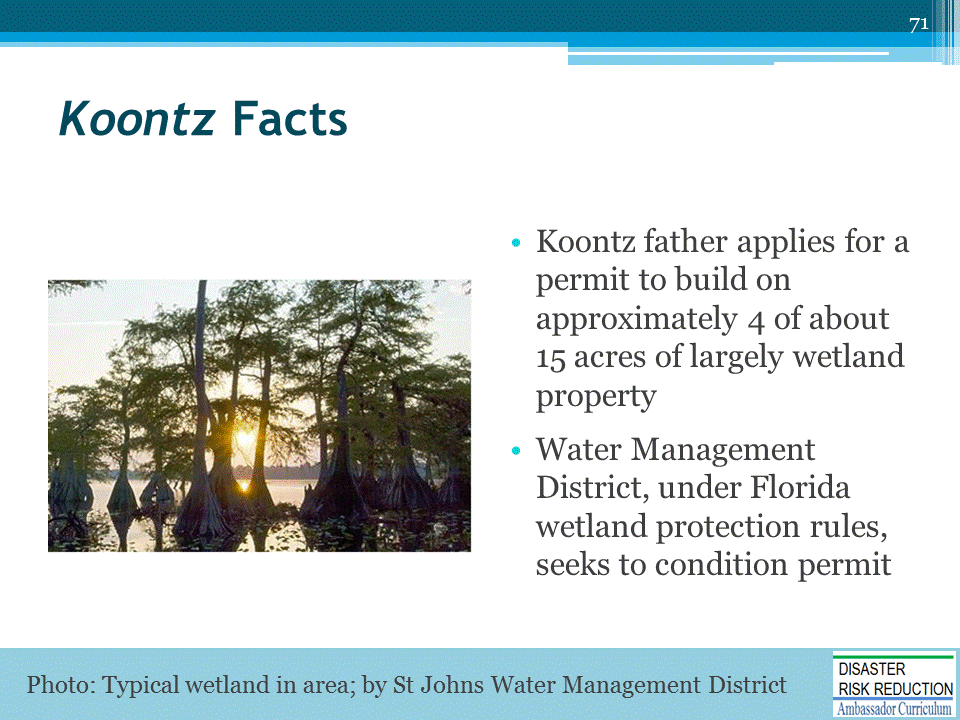 71
Koontz Facts
• Koontz father applies for a
permit to build on
approximately 4 of about
15 acres of largely wetland
property
• Water Management
District, under Florida
wetland protection rules,
seeks to condition permit
Photo: Typical wetland in area; by St Johns Water Management District
DISASTER
RISK REDUCTION
Ambassador Curriculum